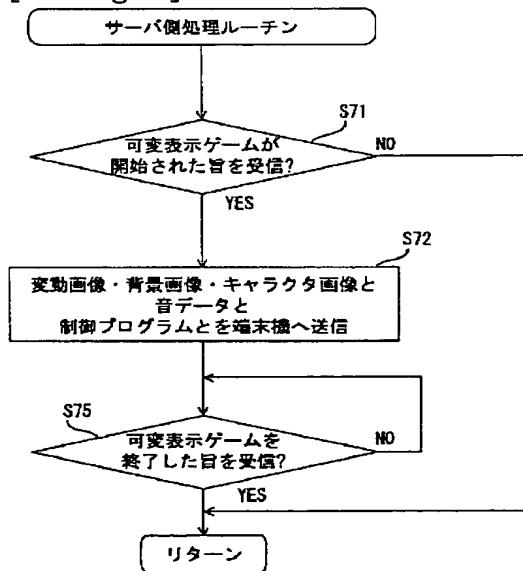 サーバ側処理ルーチン
S71
可変表示ゲームが
開始された旨を受信?
NO
YES
S72
変動画像・背景画像・キャラクタ画像と
音データと
制御プログラムとを端末機へ送信
S75
可変表示ゲームを
終了した旨を受信?
NO
YES
リターン